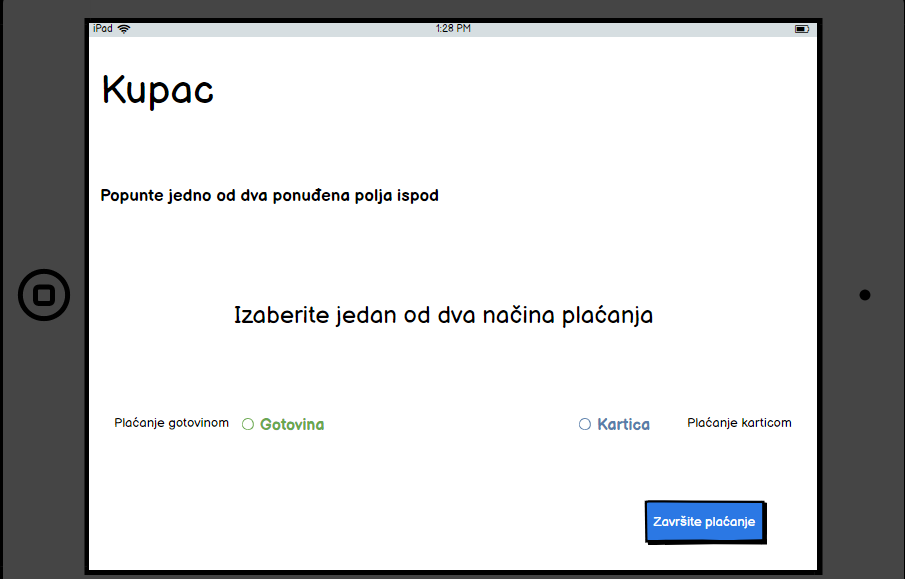 iPad
1:28 PM
Kupac
Popunte jedno od dva ponuđena polja ispod
Izaberite jedan od dva načina plaćanja
Plaćanje gotovinom Gotovina Kartica Plaćanje karticom
Završite plaćanje